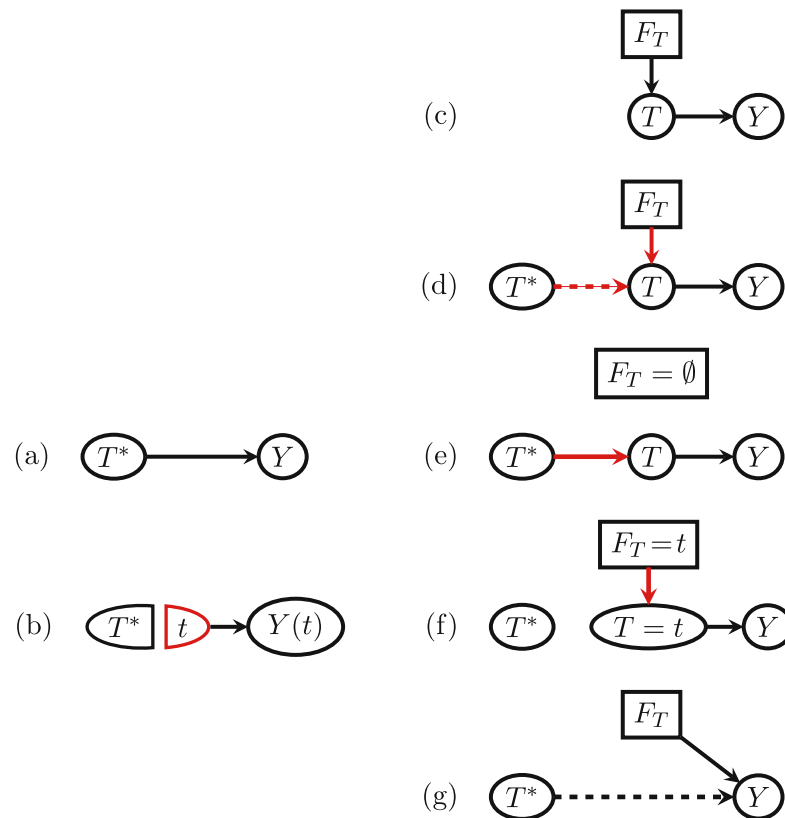 F_T
(c) T Y
F_T
(d) T* T Y
F_T = ∅
(a) T* Y
(e) T* T Y
F_T = t
(b) T* t Y(t)
(f) T* T = t Y
F_T
(g) T* Y